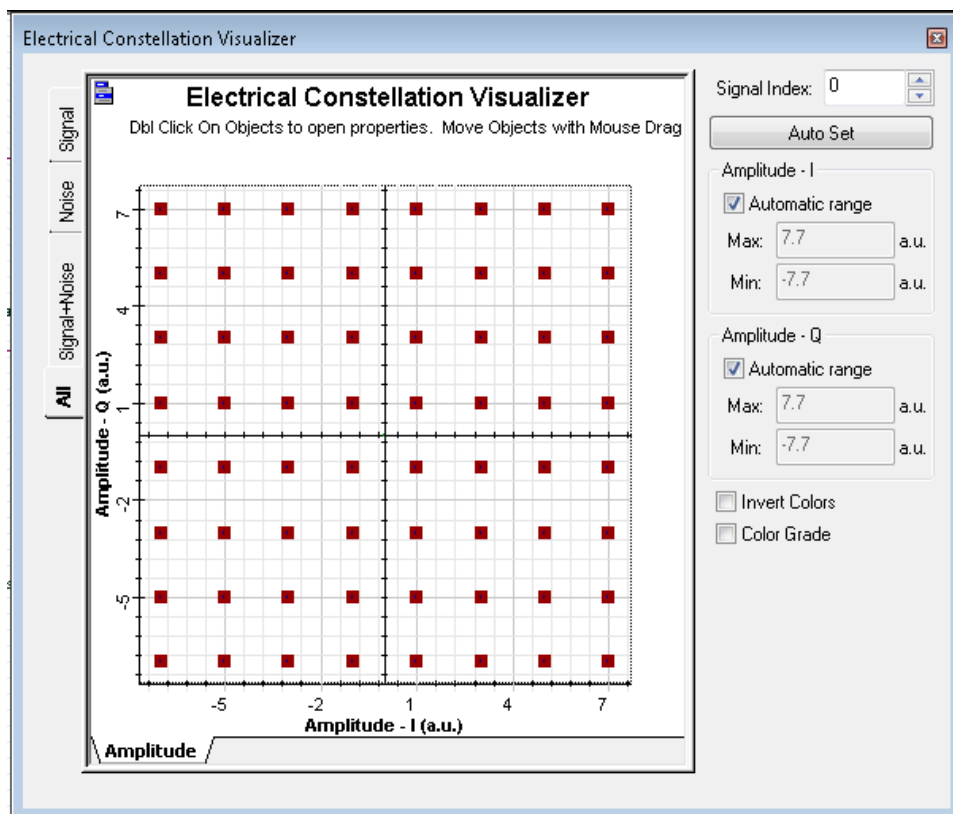 Electrical Constellation Visualizer
Signal
Noise
Signal+Noise
All
Electrical Constellation Visualizer
Dbl Click On Objects to open properties. Move Objects with Mouse Drag
Amplitude - Q (a.u.)
7
4
1
-2
-5
-5
-2
1
4
7
Amplitude - I (a.u.)
Amplitude
Signal Index: 0
Auto Set
Amplitude - I
Automatic range
Max: 7.7 a.u.
Min: -7.7 a.u.
Amplitude - Q
Automatic range
Max: 7.7 a.u.
Min: -7.7 a.u.
Invert Colors
Color Grade